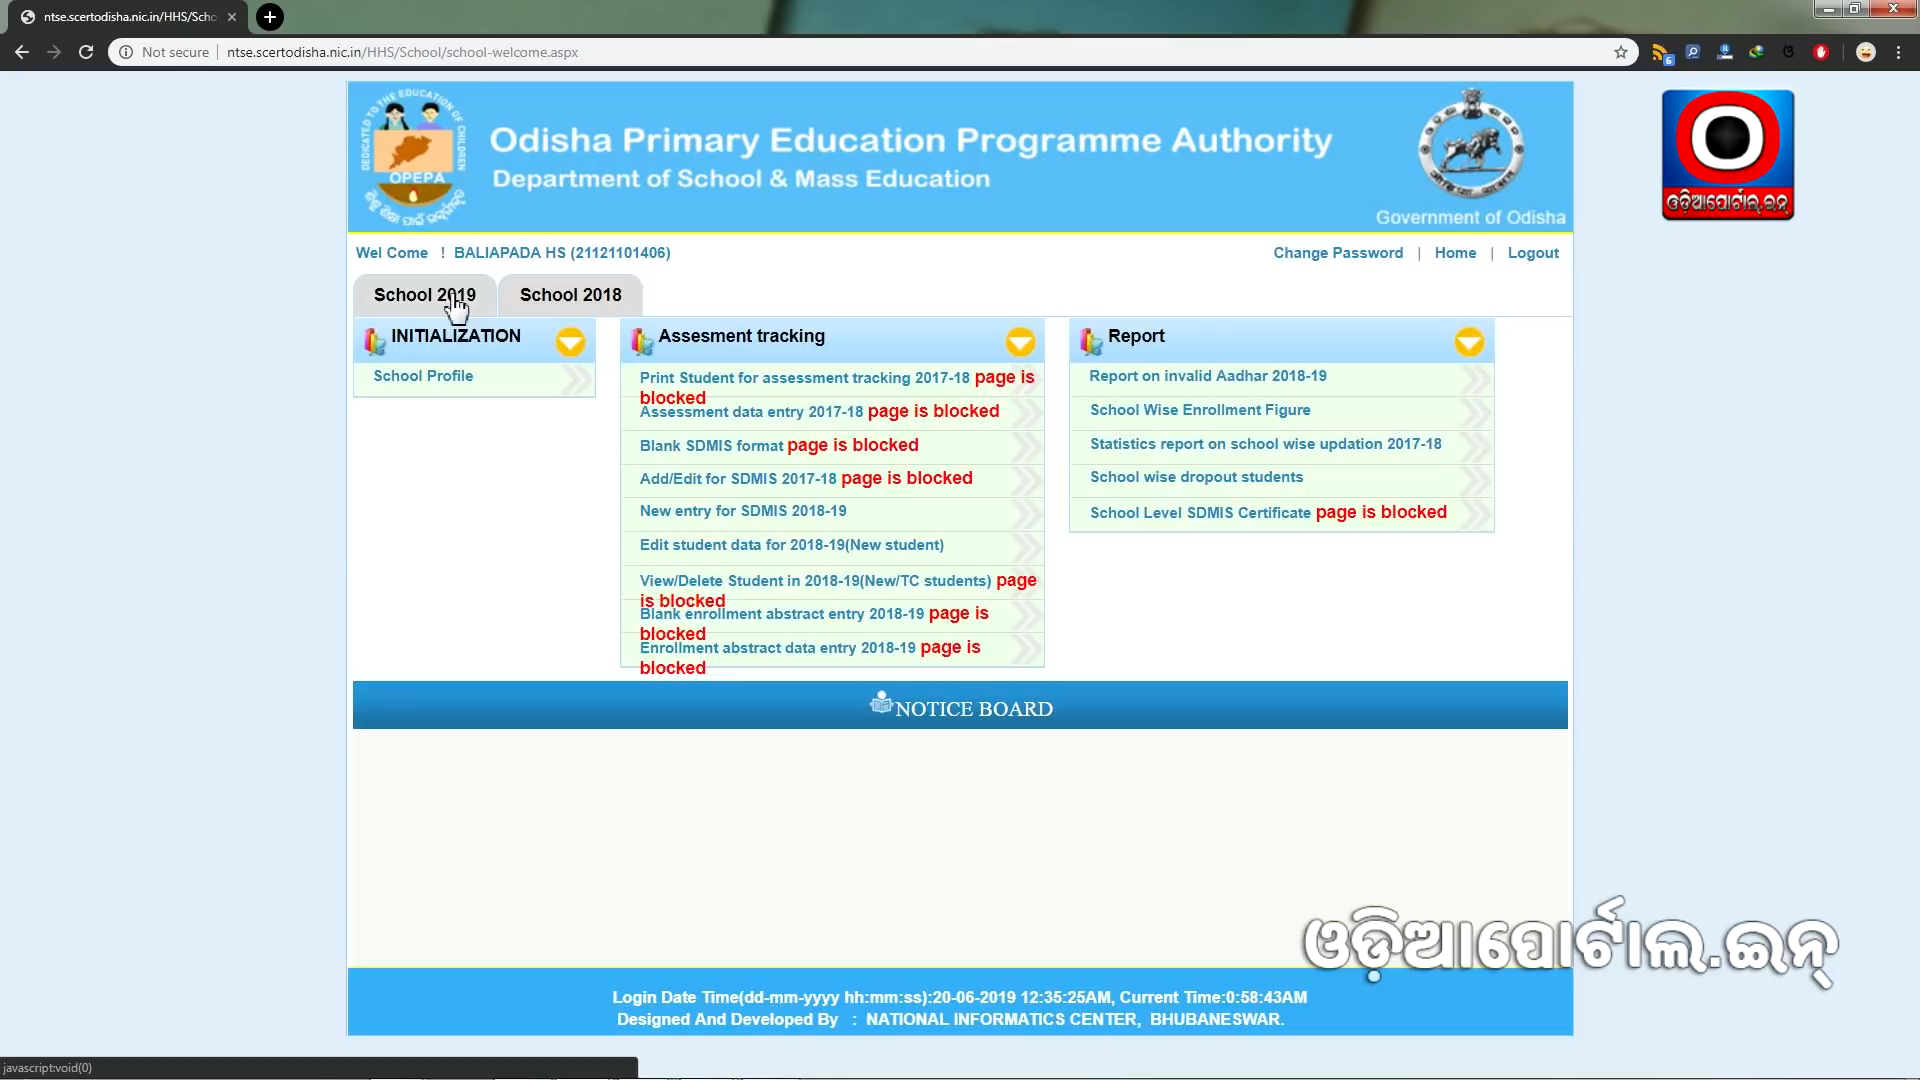 ntse.scertodisha.nic.in/HHS/Scho
Not secure
ntse.scertodisha.nic.in/HHS/School/school-welcome.aspx
6
DEDICATED TO THE EDUCATION OF CHILDREN
OPEPA
Odisha Primary Education Programme Authority
Department of School & Mass Education
Government of Odisha
ଓଡ଼ିଆପୋର୍ଟାଲ.ଇନ୍
Wel Come ! BALIAPADA HS (21121101406)
Change Password | Home | Logout
School 2019
School 2018
INITIALIZATION
School Profile
Assesment tracking
Print Student for assessment tracking 2017-18 page is
blocked
Assessment data entry 2017-18 page is blocked
Blank SDMIS format page is blocked
Add/Edit for SDMIS 2017-18 page is blocked
New entry for SDMIS 2018-19
Edit student data for 2018-19(New student)
View/Delete Student in 2018-19(New/TC students) page
is blocked
Blank enrollment abstract entry 2018-19 page is
blocked
Enrollment abstract data entry 2018-19 page is
blocked
Report
Report on invalid Aadhar 2018-19
School Wise Enrollment Figure
Statistics report on school wise updation 2017-18
School wise dropout students
School Level SDMIS Certificate page is blocked
NOTICE BOARD
ଓଡ଼ିଆପୋର୍ଟାଲ.ଇନ୍
Login Date Time(dd-mm-yyyy hh:mm:ss):20-06-2019 12:35:25AM, Current Time:0:58:43AM
Designed And Developed By : NATIONAL INFORMATICS CENTER, BHUBANESWAR.
javascript:void(0)